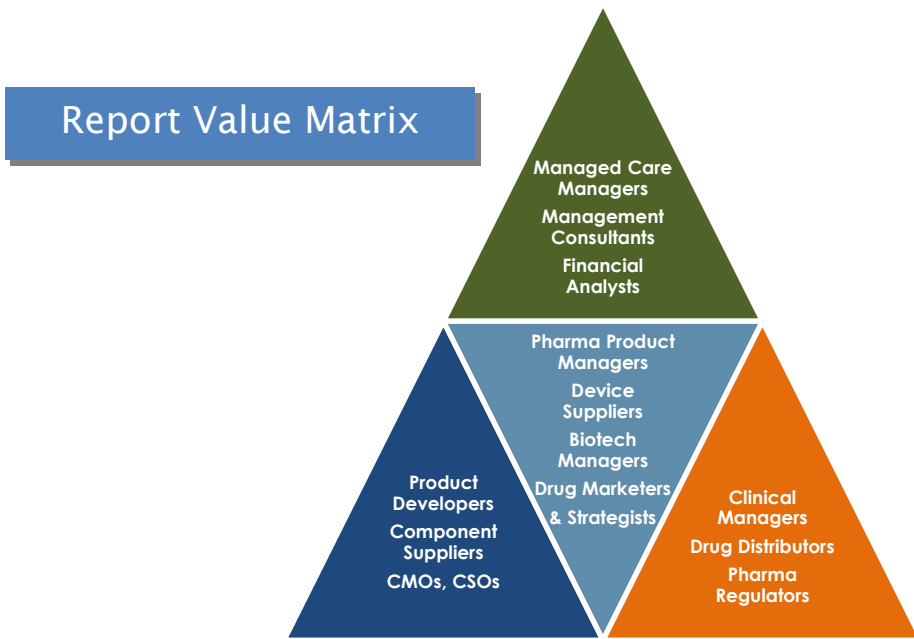 Report Value Matrix
Managed Care
Managers
Management
Consultants
Financial
Analysts
Pharma Product
Managers
Device
Suppliers
Biotech
Managers
Drug Marketers
& Strategists
Product
Developers
Component
Suppliers
CMOs, CSOs
Clinical
Managers
Drug Distributors
Pharma
Regulators